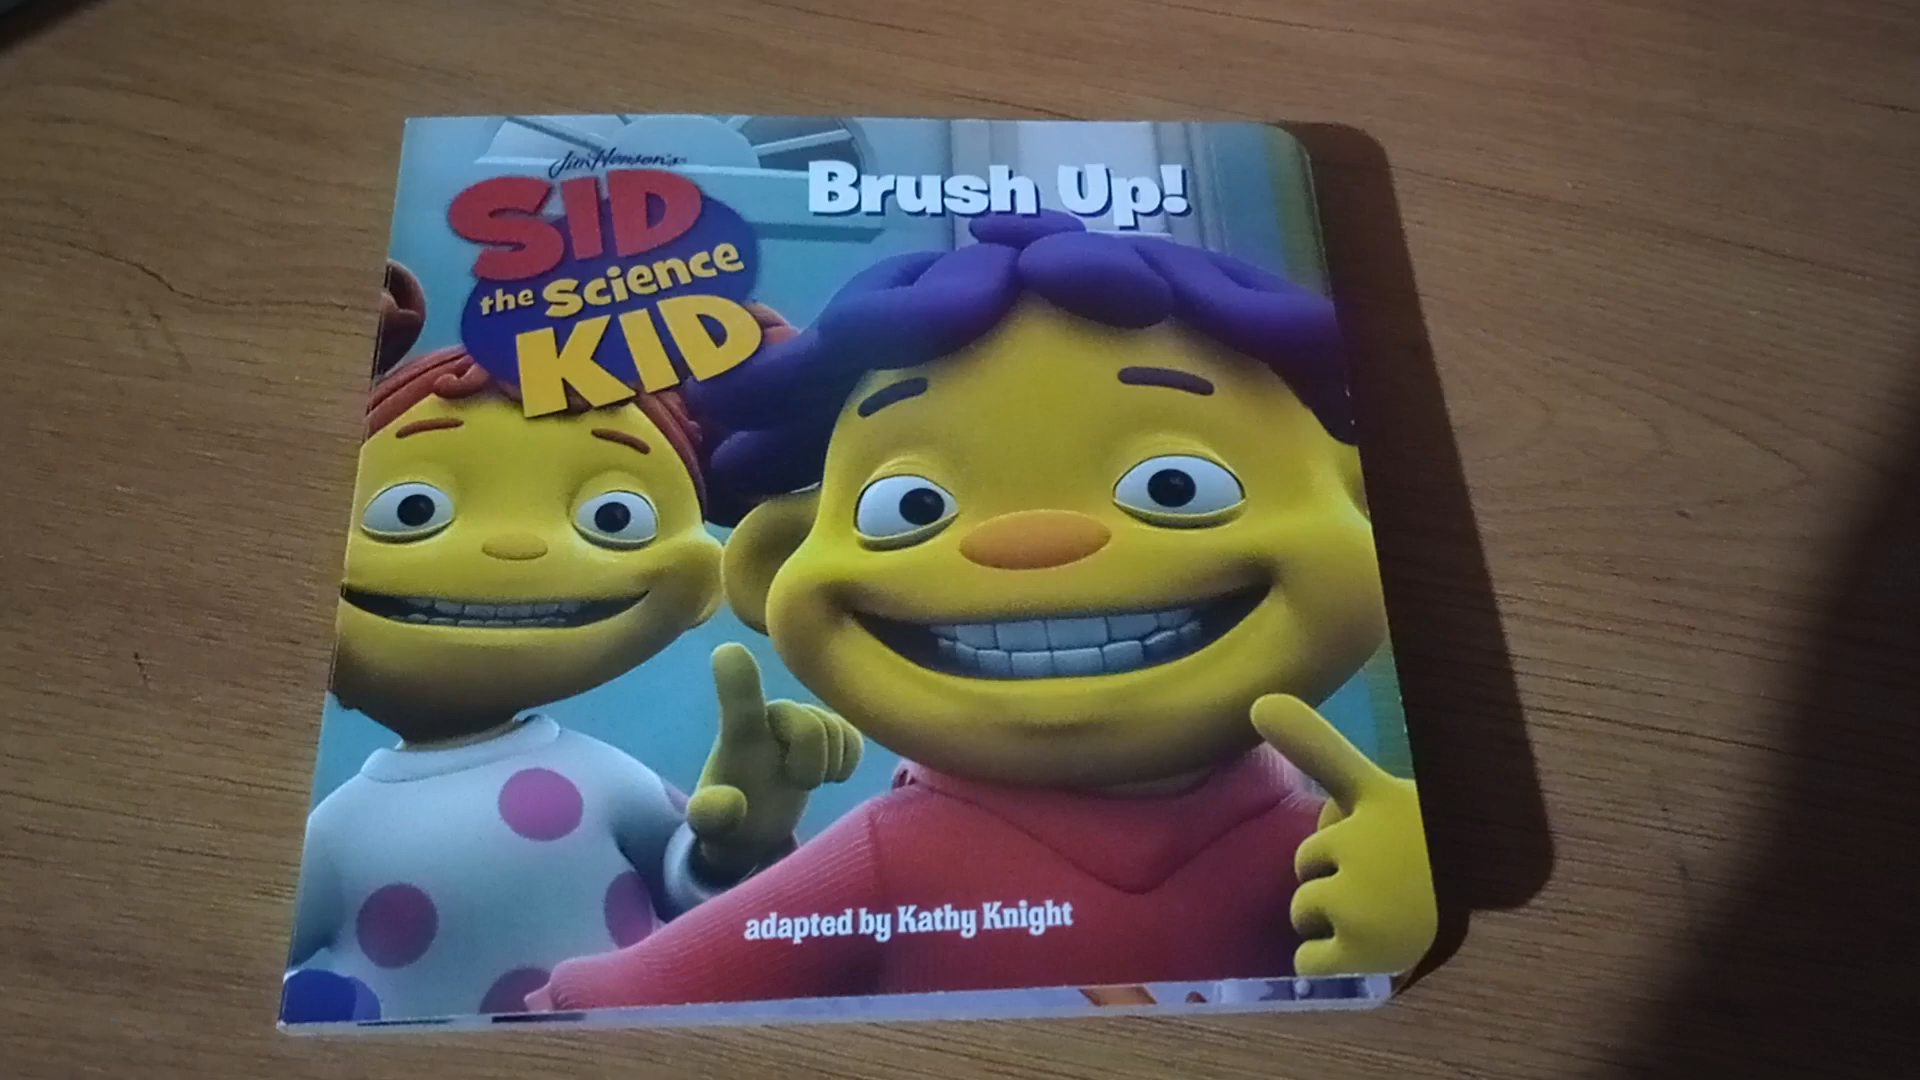 Jim Henson's
SID
the Science
KID
Brush Up!
adapted by Kathy Knight